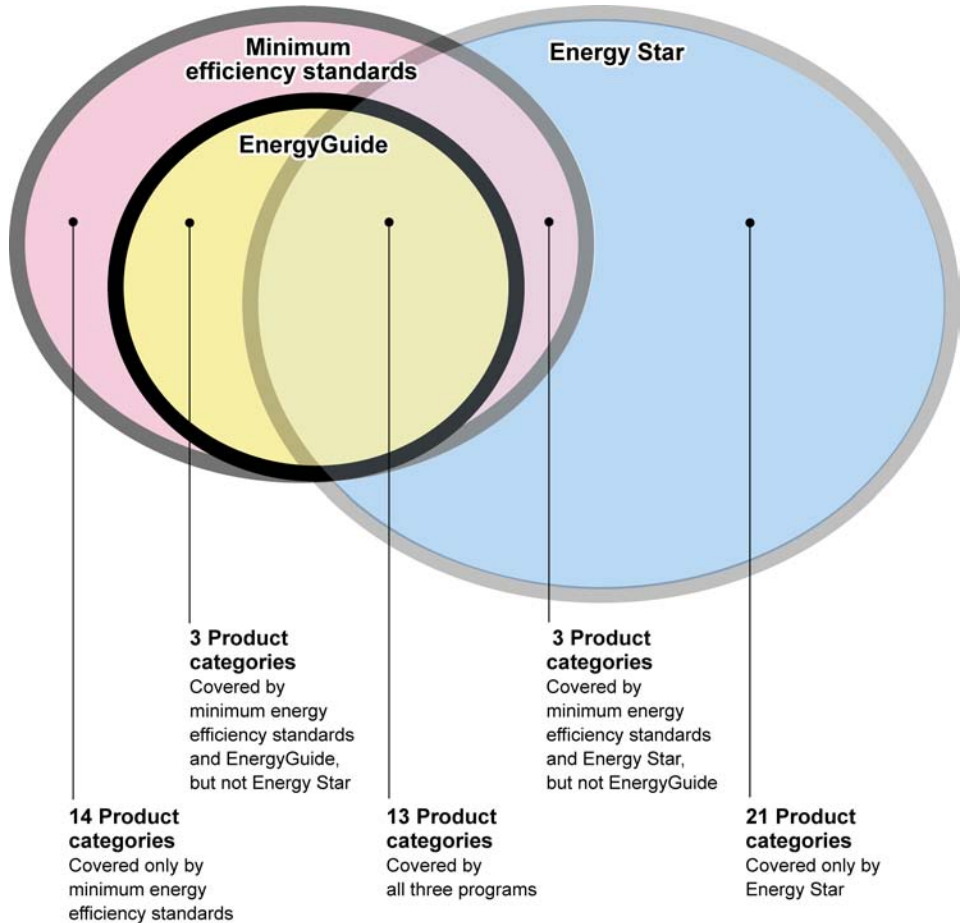 Minimum
efficiency standards
Energy Star
EnergyGuide
3 Product
categories
Covered by
minimum energy
efficiency standards
and EnergyGuide,
but not Energy Star
3 Product
categories
Covered by
minimum energy
efficiency standards
and Energy Star,
but not EnergyGuide
14 Product
categories
Covered only by
minimum energy
efficiency standards
13 Product
categories
Covered by
all three programs
21 Product
categories
Covered only by
Energy Star